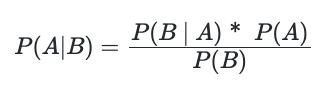 P(A|B) = P(B | A) * P(A) / P(B)